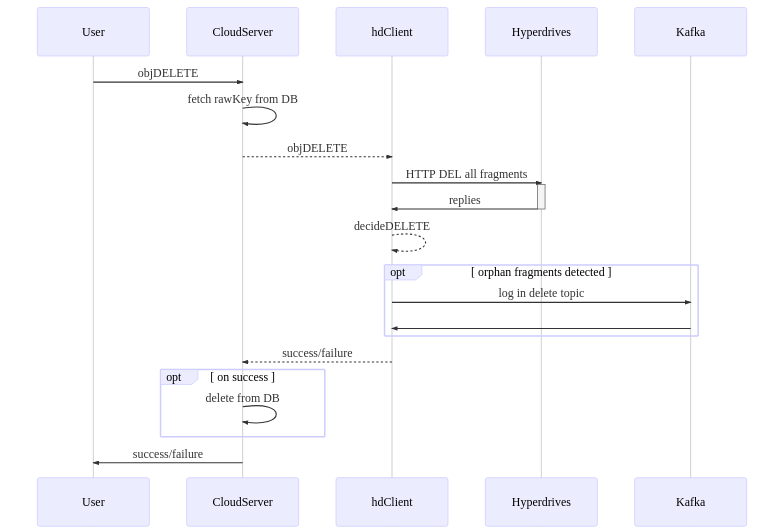 User
CloudServer
hdClient
Hyperdrives
Kafka
objDELETE
fetch rawKey from DB
objDELETE
HTTP DEL all fragments
replies
decideDELETE
opt
[ orphan fragments detected ]
log in delete topic
success/failure
opt
[ on success ]
delete from DB
success/failure
User
CloudServer
hdClient
Hyperdrives
Kafka